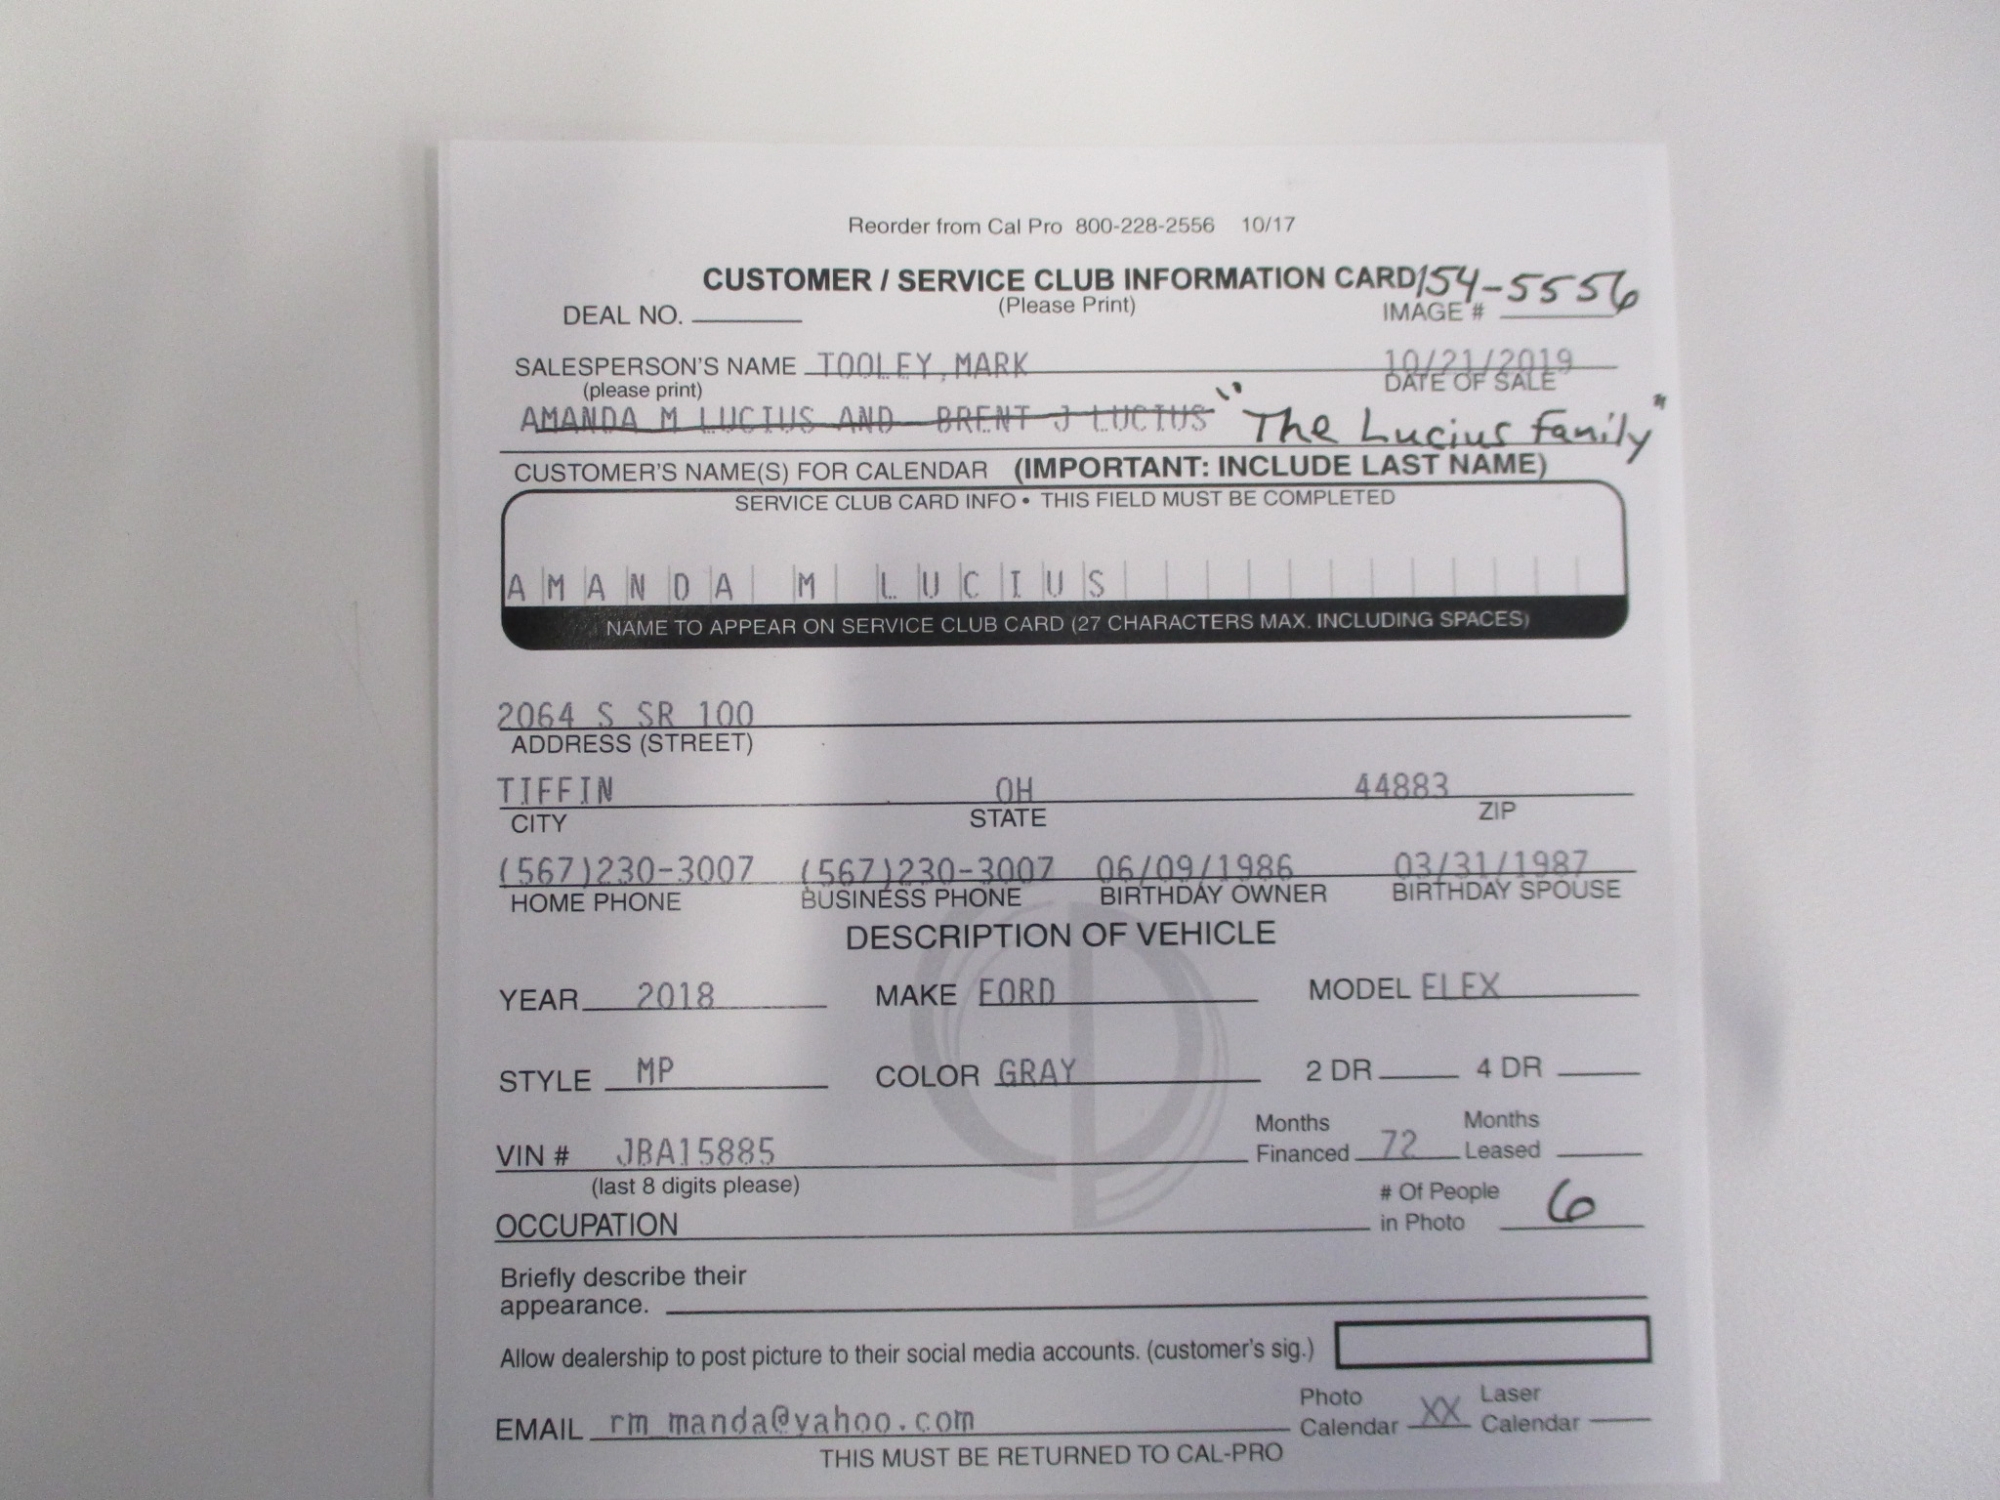 Reorder from Cal Pro 800-228-2556 10/17
CUSTOMER / SERVICE CLUB INFORMATION CARD 154-5556
DEAL NO. (Please Print) IMAGE #
SALESPERSON'S NAME TOOLEY,MARK 10/21/2019
(please print) DATE OF SALE
AMANDA M LUCIUS AND BRENT J LUCIUS "The Lucius Family"
CUSTOMER'S NAME(S) FOR CALENDAR (IMPORTANT: INCLUDE LAST NAME)
SERVICE CLUB CARD INFO • THIS FIELD MUST BE COMPLETED
AMANDA M LUCIUS
NAME TO APPEAR ON SERVICE CLUB CARD (27 CHARACTERS MAX. INCLUDING SPACES)
2064 S SR 100
ADDRESS (STREET)
TIFFIN OH 44883
CITY STATE ZIP
(567)230-3007 (567)230-3007 06/09/1986 03/31/1987
HOME PHONE BUSINESS PHONE BIRTHDAY OWNER BIRTHDAY SPOUSE
DESCRIPTION OF VEHICLE
YEAR 2018 MAKE FORD MODEL FLEX
STYLE MP COLOR GRAY 2 DR 4 DR
VIN # JBA15885 Months Financed 72 Months Leased
(last 8 digits please)
OCCUPATION # Of People in Photo 6
Briefly describe their
appearance.
Allow dealership to post picture to their social media accounts. (customer's sig.)
EMAIL rm_manda@yahoo.com Photo Calendar XX Laser Calendar
THIS MUST BE RETURNED TO CAL-PRO